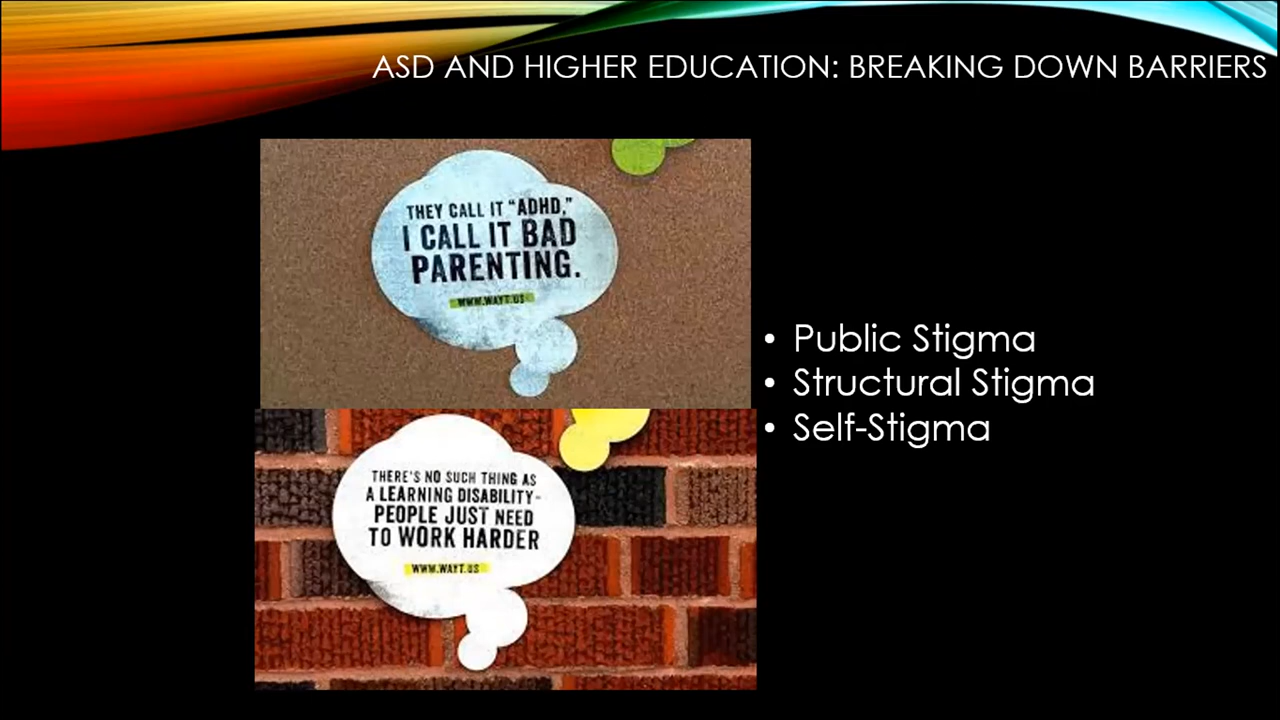 ASD AND HIGHER EDUCATION: BREAKING DOWN BARRIERS
THEY CALL IT “ADHD,”
I CALL IT BAD
PARENTING.
WWW.WAYT.US
THERE'S NO SUCH THING AS
A LEARNING DISABILITY-
PEOPLE JUST NEED
TO WORK HARDER
WWW.WAYT.US
• Public Stigma
• Structural Stigma
• Self-Stigma